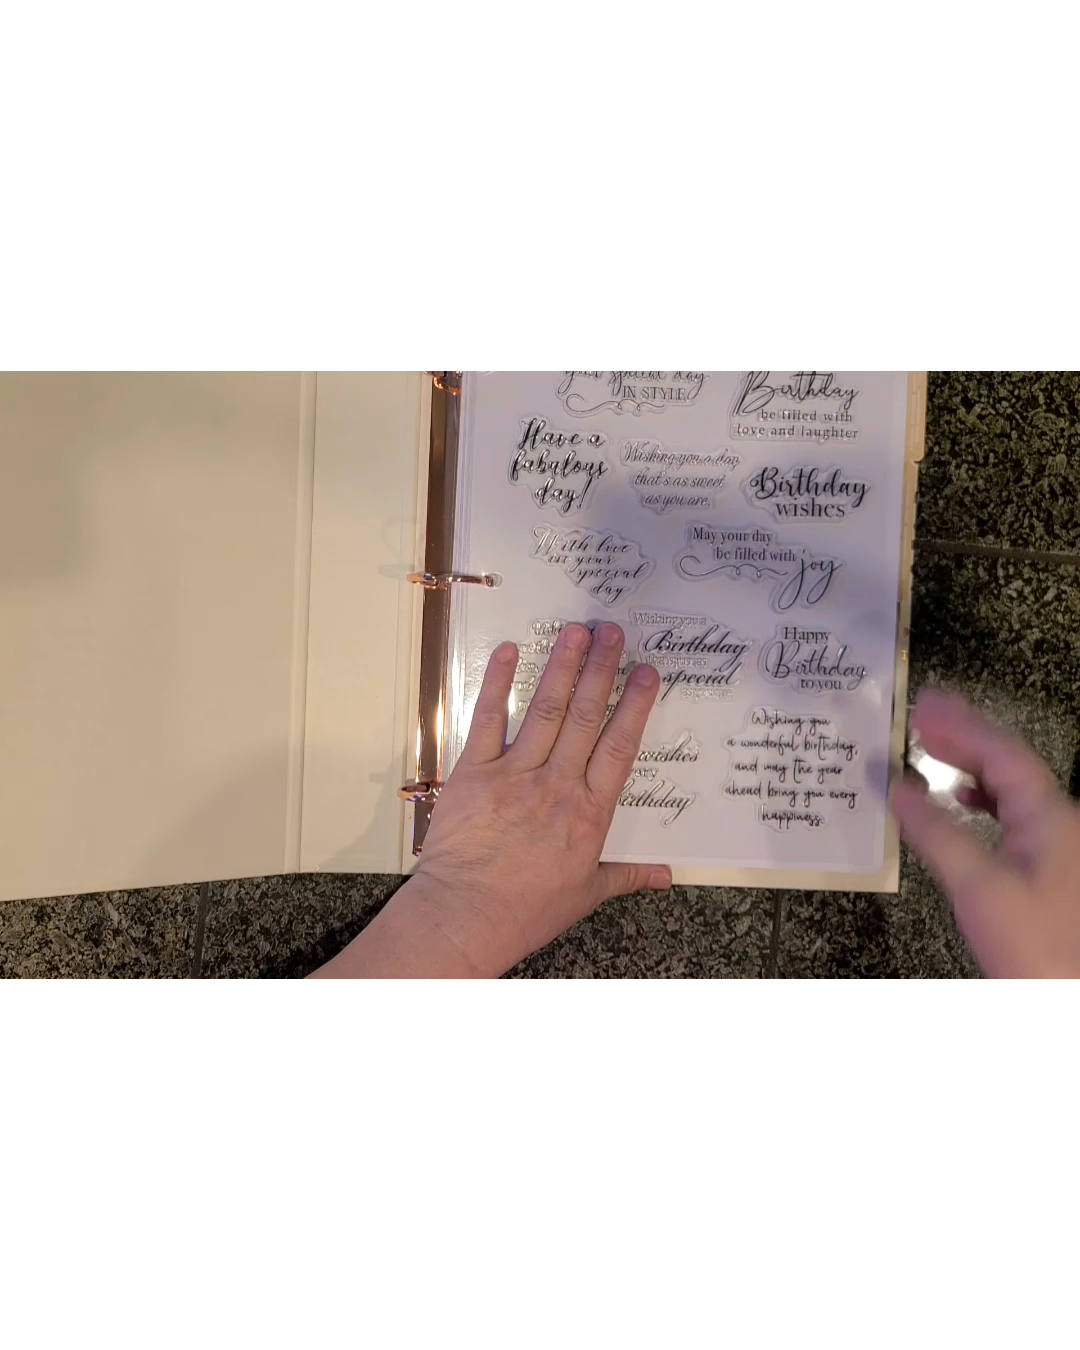 your special day
IN STYLE
Birthday
be filled with
love and laughter
Have a
fabulous
day!
Wishing you a day
that's as sweet
as you are.
Birthday
wishes
With love
on your
special
day
May your day
be filled with
joy
Wishing you a
Birthday
special
Happy
Birthday
to you
wishes
birthday
Wishing you
a wonderful birthday,
and may the year
ahead bring you every
happiness.